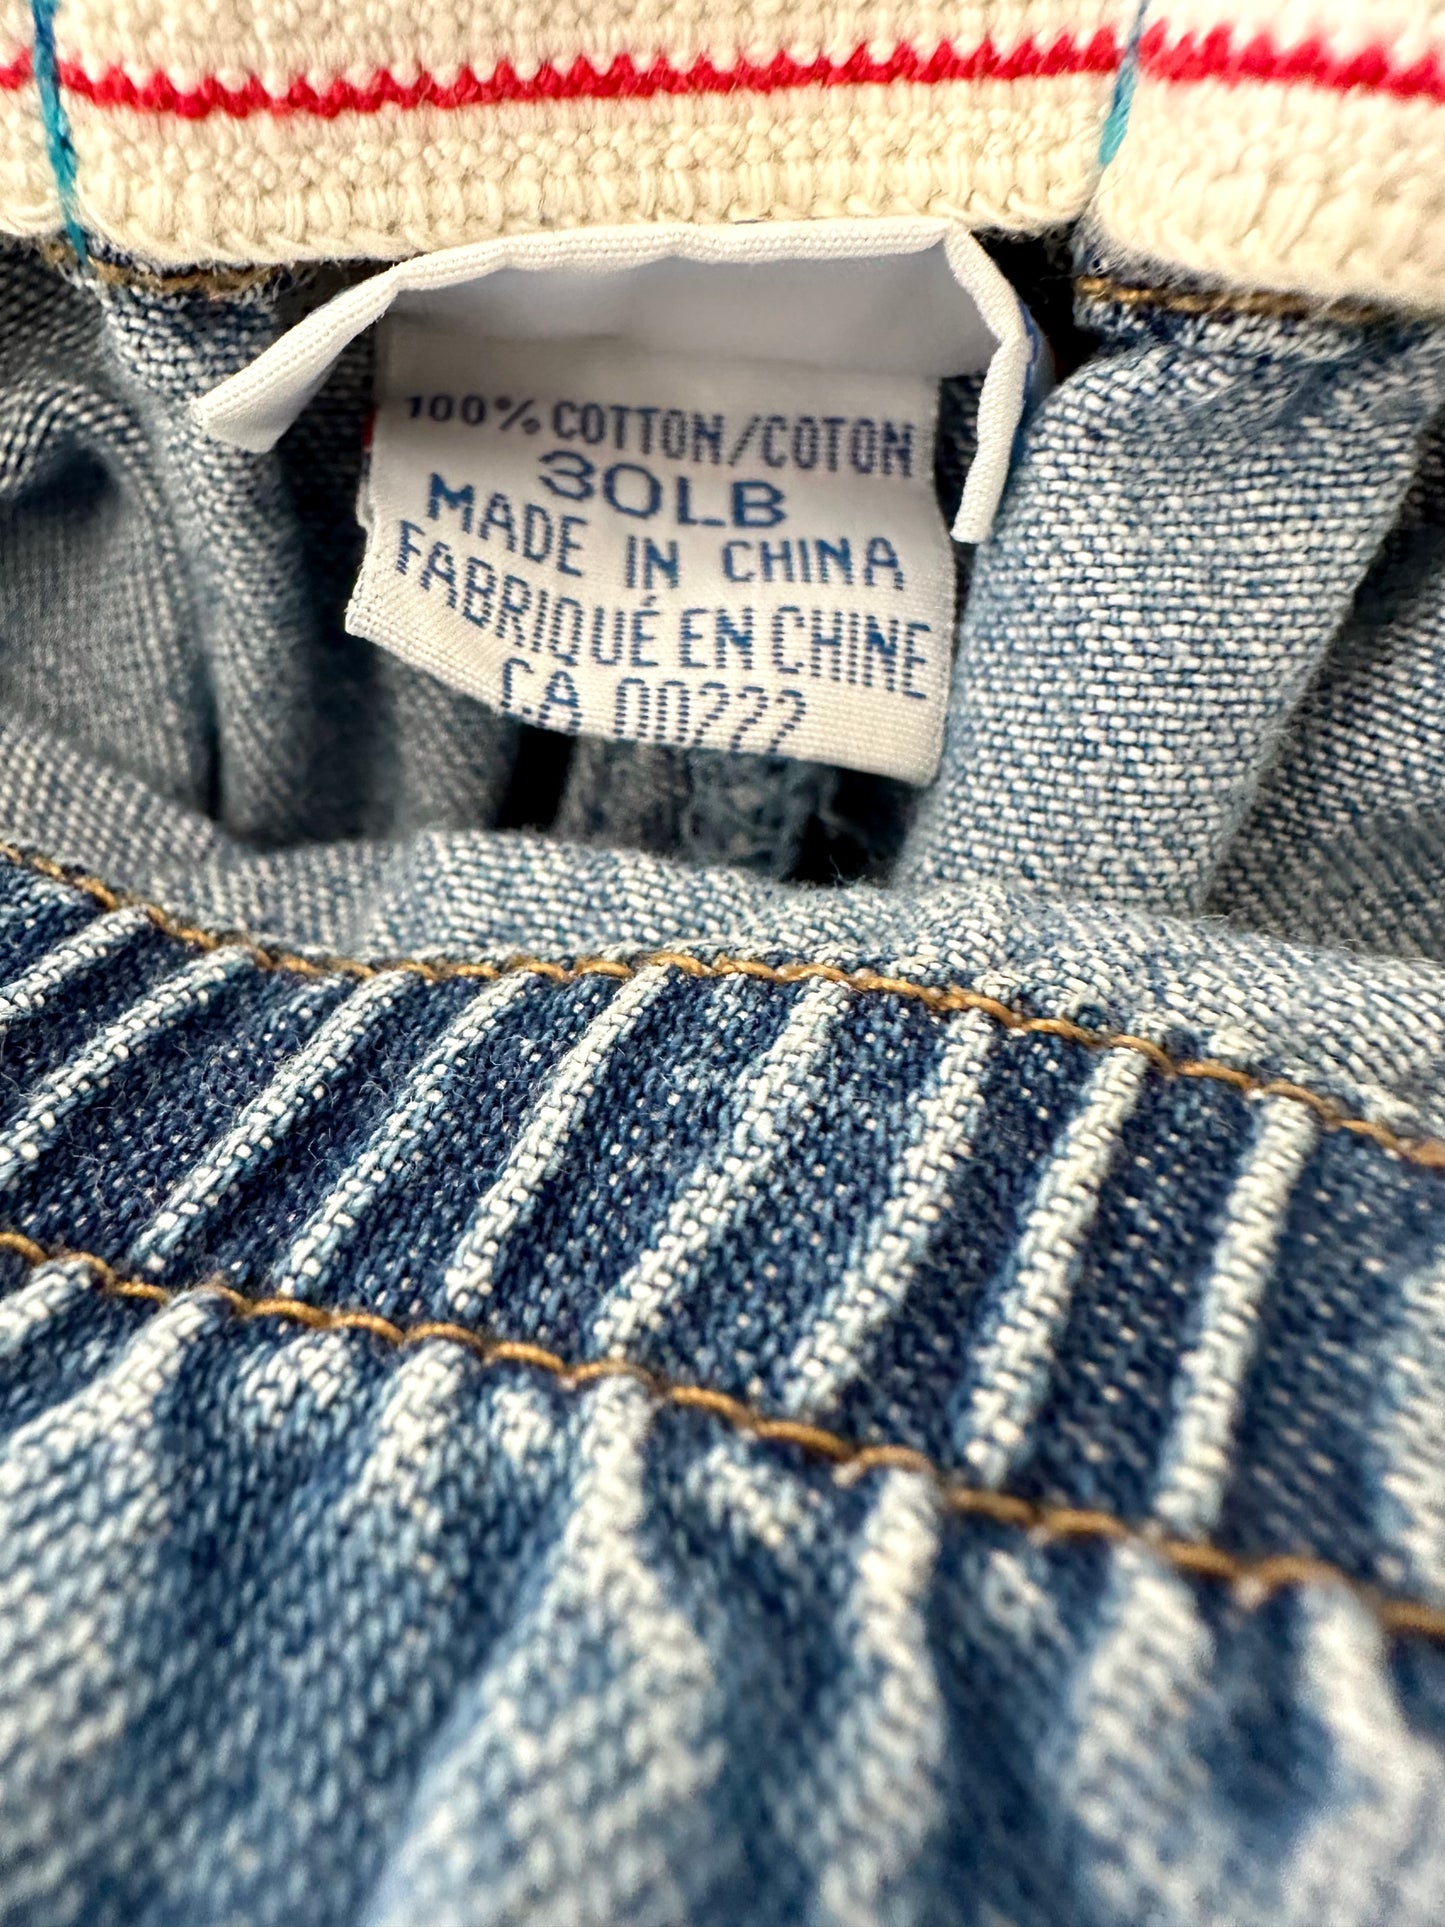 100% COTTON/COTON
30LB
MADE IN CHINA
FABRIQUÉ EN CHINE
CA 00222